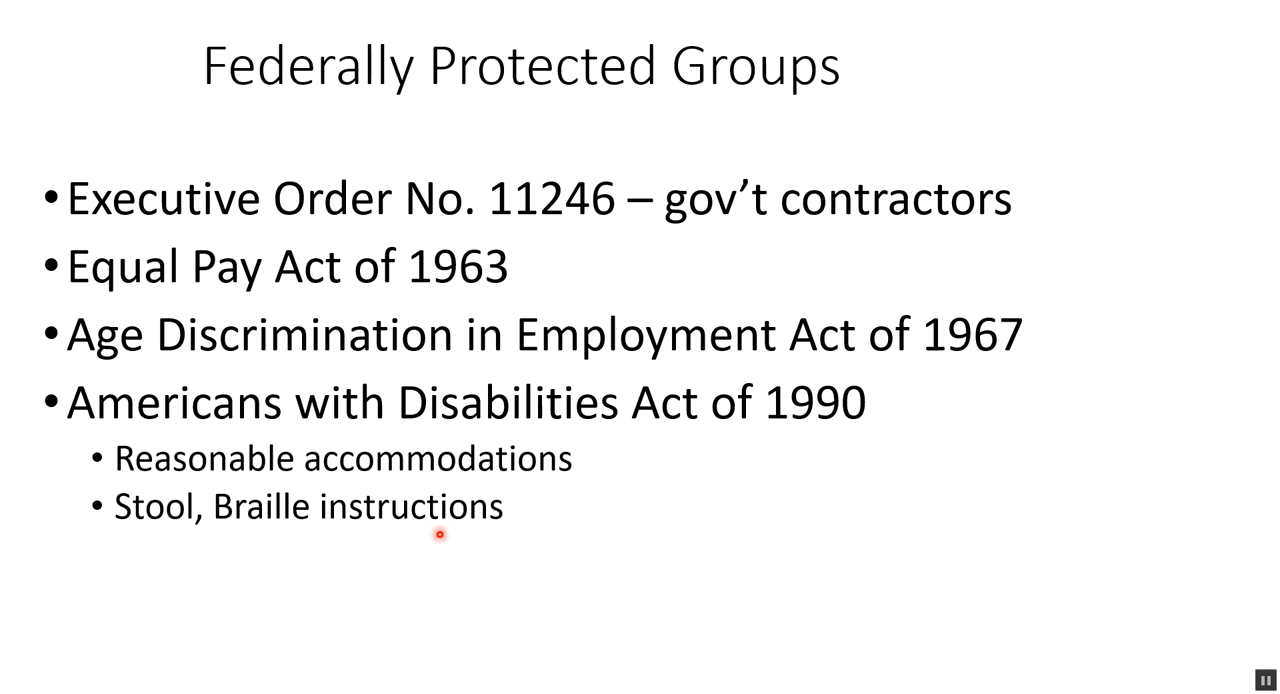 Federally Protected Groups
• Executive Order No. 11246 – gov’t contractors
• Equal Pay Act of 1963
• Age Discrimination in Employment Act of 1967
• Americans with Disabilities Act of 1990
• Reasonable accommodations
• Stool, Braille instructions